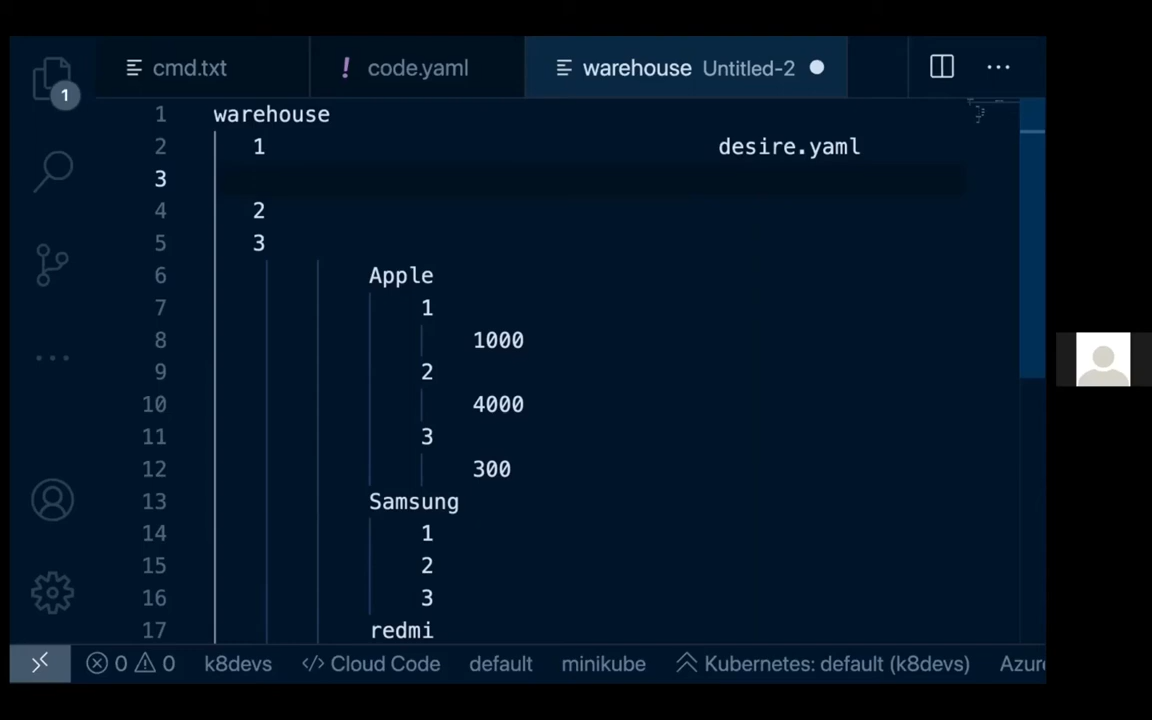 cmd.txt ! code.yaml warehouse Untitled-2
1
1 warehouse
2 1 desire.yaml
3
4 2
5 3
6 Apple
7 1
8 1000
9 2
10 4000
11 3
12 300
13 Samsung
14 1
15 2
16 3
17 redmi
0 0 k8devs </> Cloud Code default minikube Kubernetes: default (k8devs) Azure